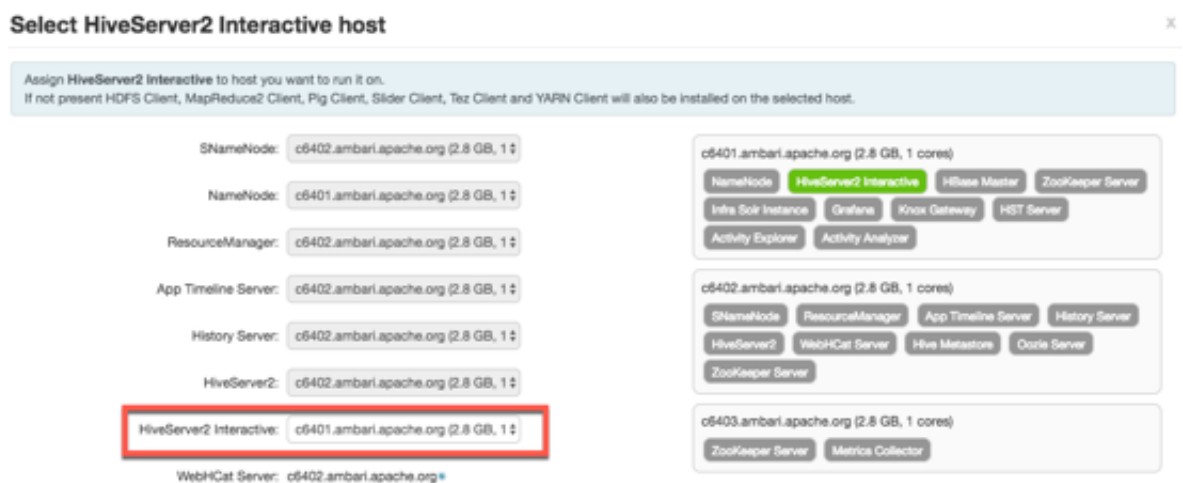 Select HiveServer2 Interactive host
x
Assign HiveServer2 Interactive to host you want to run it on.
If not present HDFS Client, MapReduce2 Client, Pig Client, Slider Client, Tez Client and YARN Client will also be installed on the selected host.
SNameNode: c6402.ambari.apache.org (2.8 GB, 1
NameNode: c6401.ambari.apache.org (2.8 GB, 1
ResourceManager: c6402.ambari.apache.org (2.8 GB, 1
App Timeline Server: c6402.ambari.apache.org (2.8 GB, 1
History Server: c6402.ambari.apache.org (2.8 GB, 1
HiveServer2: c6402.ambari.apache.org (2.8 GB, 1
HiveServer2 Interactive: c6401.ambari.apache.org (2.8 GB, 1
WebHCat Server: c6402.ambari.apache.org
c6401.ambari.apache.org (2.8 GB, 1 cores)
NameNode HiveServer2 Interactive HBase Master ZooKeeper Server
Infra Solr Instance Grafana Knox Gateway HST Server
Activity Explorer Activity Analyzer
c6402.ambari.apache.org (2.8 GB, 1 cores)
SNameNode ResourceManager App Timeline Server History Server
HiveServer2 WebHCat Server Hive Metastore Oozie Server
ZooKeeper Server
c6403.ambari.apache.org (2.8 GB, 1 cores)
ZooKeeper Server Metrics Collector